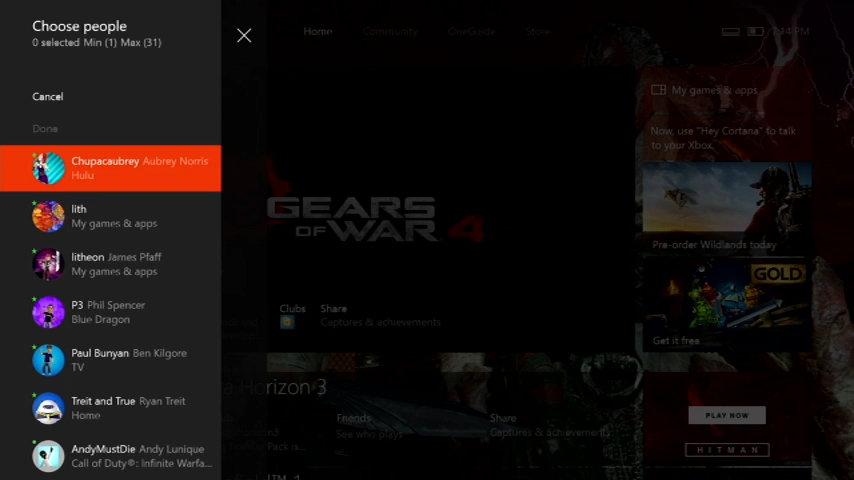 Choose people
0 selected Min (1) Max (31)
Cancel
Done
Chupacaubrey Aubrey Norris
Hulu
lith
My games & apps
litheon James Pfaff
My games & apps
P3 Phil Spencer
Blue Dragon
Paul Bunyan Ben Kilgore
TV
Treit and True Ryan Treit
Home
AndyMustDie Andy Lunique
Call of Duty®: Infinite Warfa...
Home Community OneGuide Store
GEARS
OF WAR 4
Clubs
Share
Captures & achievements
Horizon 3
Friends
See who plays
Share
Captures & achievements
Pack is...
My games & apps
Now, use "Hey Cortana" to talk
to your Xbox.
Pre-order Wildlands today
GOLD
Get it free
PLAY NOW
HITMAN